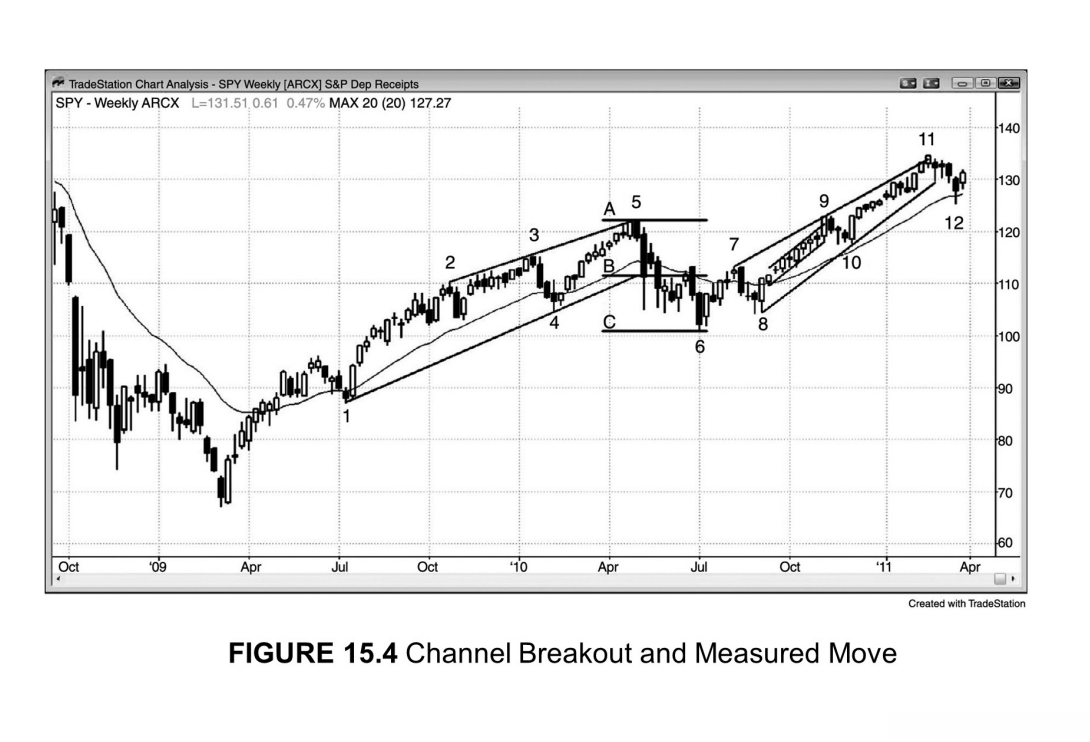 TradeStation Chart Analysis - SPY Weekly [ARCX] S&P Dep Receipts
SPY - Weekly ARCX L=131.51 0.61 0.47% MAX 20 (20) 127.27
140
130
120
110
100
90
80
70
60
11
A
5
9
12
3
7
2
B
10
4
C
8
6
1
Oct '09 Apr Jul Oct '10 Apr Jul Oct '11 Apr
Created with TradeStation
FIGURE 15.4 Channel Breakout and Measured Move